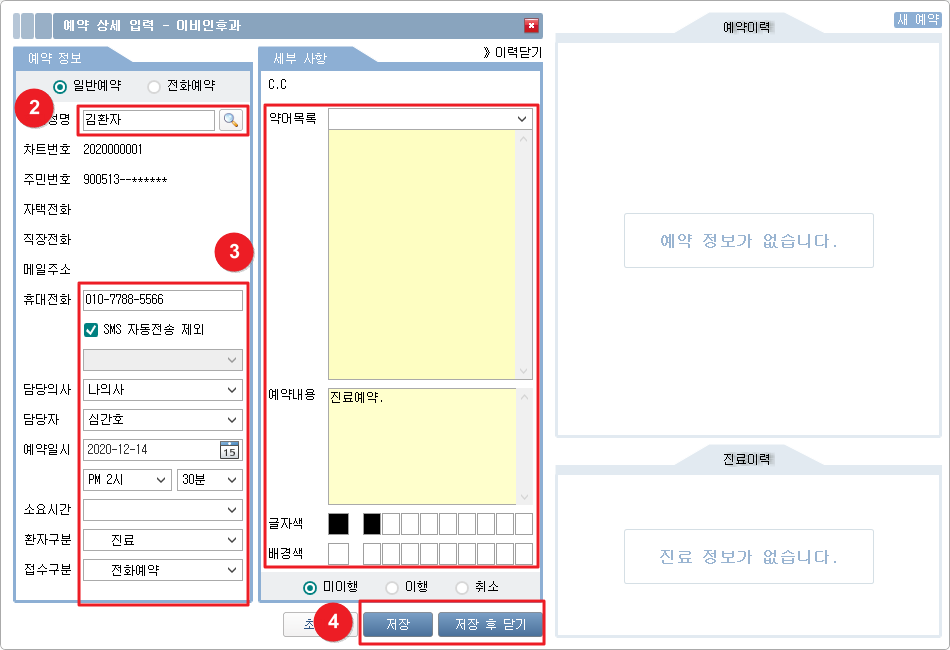 예약 상세 입력 - 이비인후과
새 예약
예약 정보
일반예약
전화예약
2
성명
김환자
차트번호
2020000001
주민번호
900513--******
자택전화
직장전화
메일주소
3
휴대전화
010-7788-5566
SMS 자동전송 제외
담당의사
나의사
담당자
심간호
예약일시
2020-12-14
15
PM 2시
30분
소요시간
환자구분
진료
접수구분
전화예약
세부 사항
》이력닫기
C.C
약어목록
예약내용
진료예약.
글자색
배경색
미이행
이행
취소
초
4
저장
저장 후 닫기
예약이력
예약 정보가 없습니다.
진료이력
진료 정보가 없습니다.